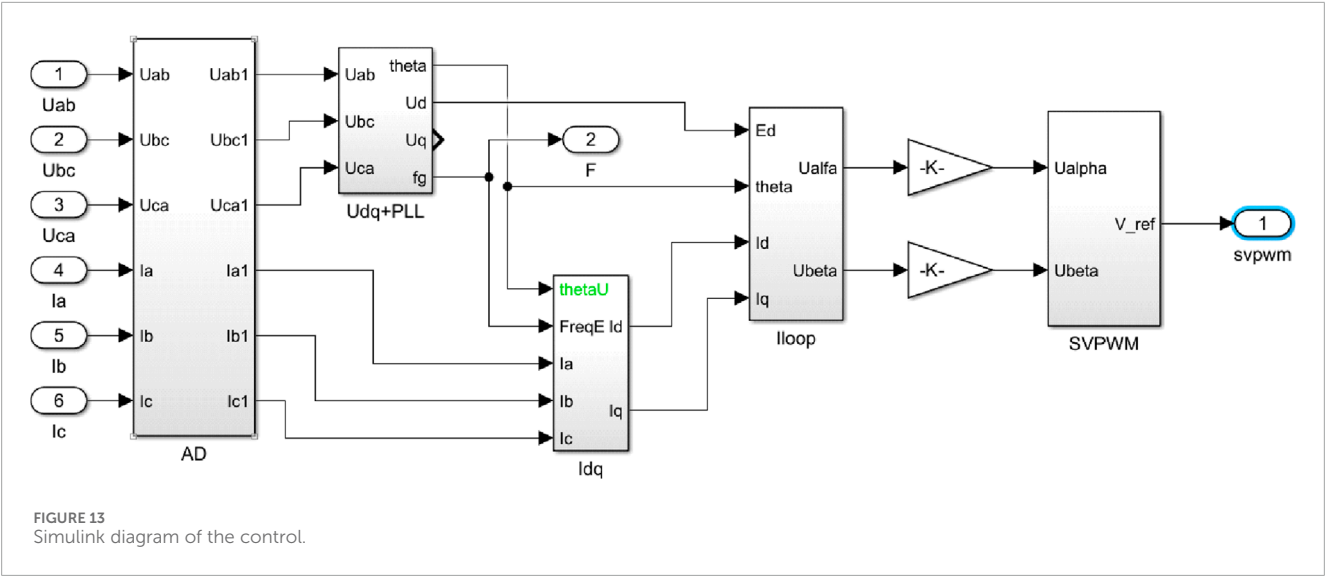 1
Uab
2
Ubc
3
Uca
4
Ia
5
Ib
6
Ic
Uab Uab1
Ubc Ubc1
Uca Uca1
Ia Ia1
Ib Ib1
Ic Ic1
AD
Uab theta
Ud
Ubc
Uq
Uca
fg
Udq+PLL
2
F
thetaU
FreqE Id
Ia
Ib
Iq
Ic
Idq
Ed
Ualfa
theta
Id
Ubeta
Iq
Iloop
-K-
-K-
Ualpha
V_ref
Ubeta
SVPWM
1
svpwm
FIGURE 13
Simulink diagram of the control.